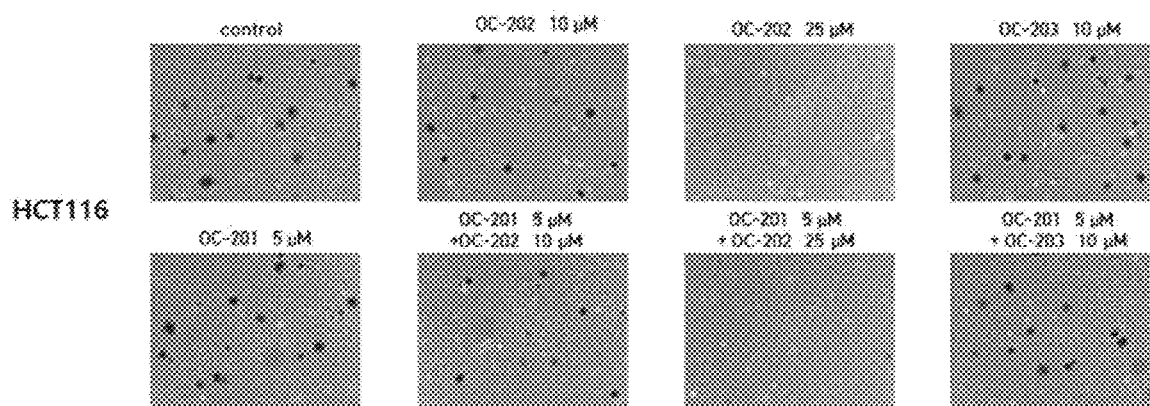 control
OC-202 10 µM
OC-202 25 µM
OC-203 10 µM
HCT116
OC-201 5 µM
OC-201 5 µM
+OC-202 10 µM
OC-201 5 µM
+ OC-202 25 µM
OC-201 5 µM
+ OC-203 10 µM